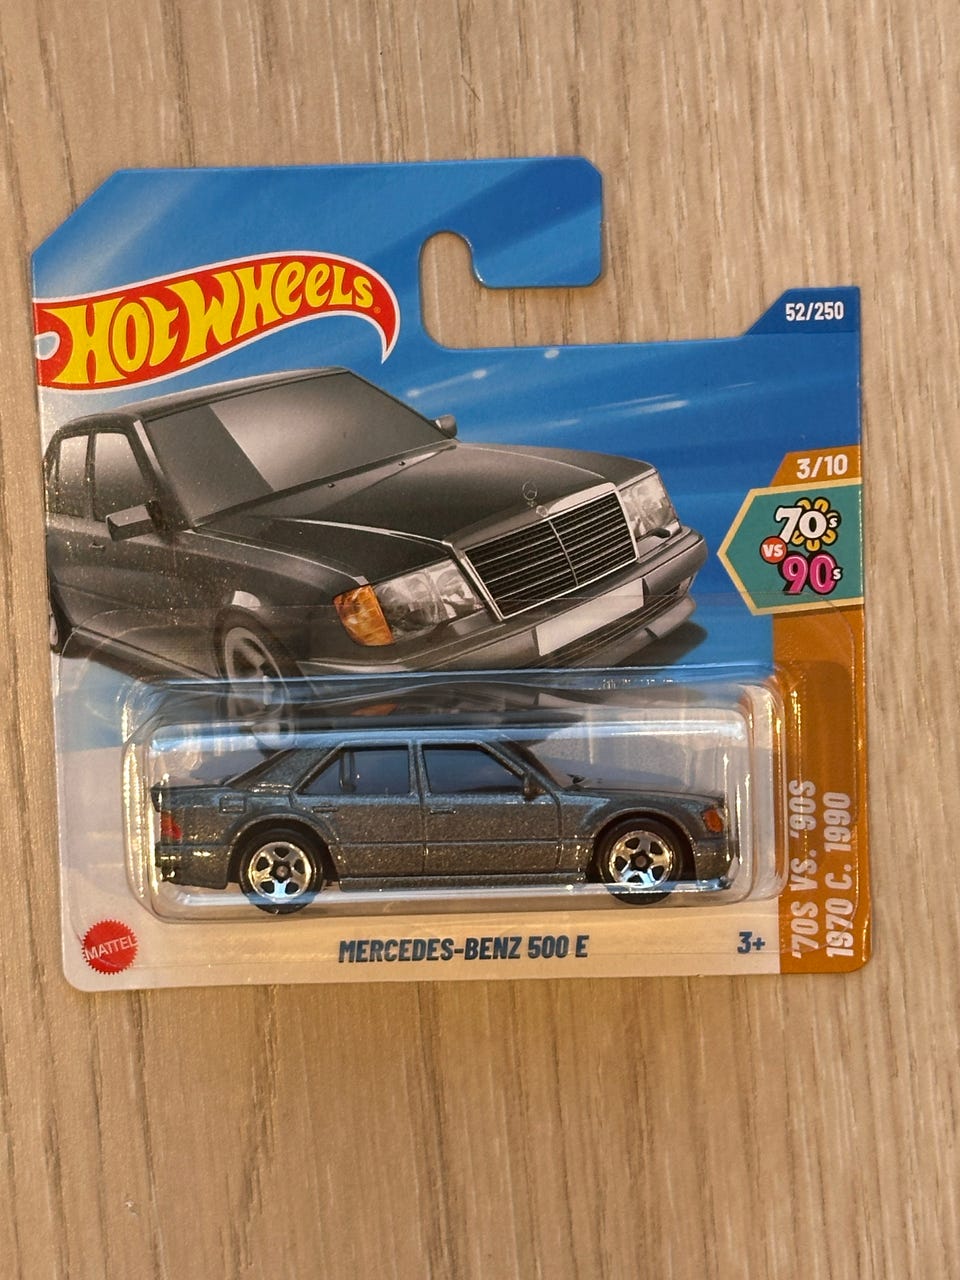 HOT WHEELS
52/250
3/10
70s
VS
90s
'70S VS. '90S
1970 C. 1990
MATTEL
MERCEDES-BENZ 500 E
3+